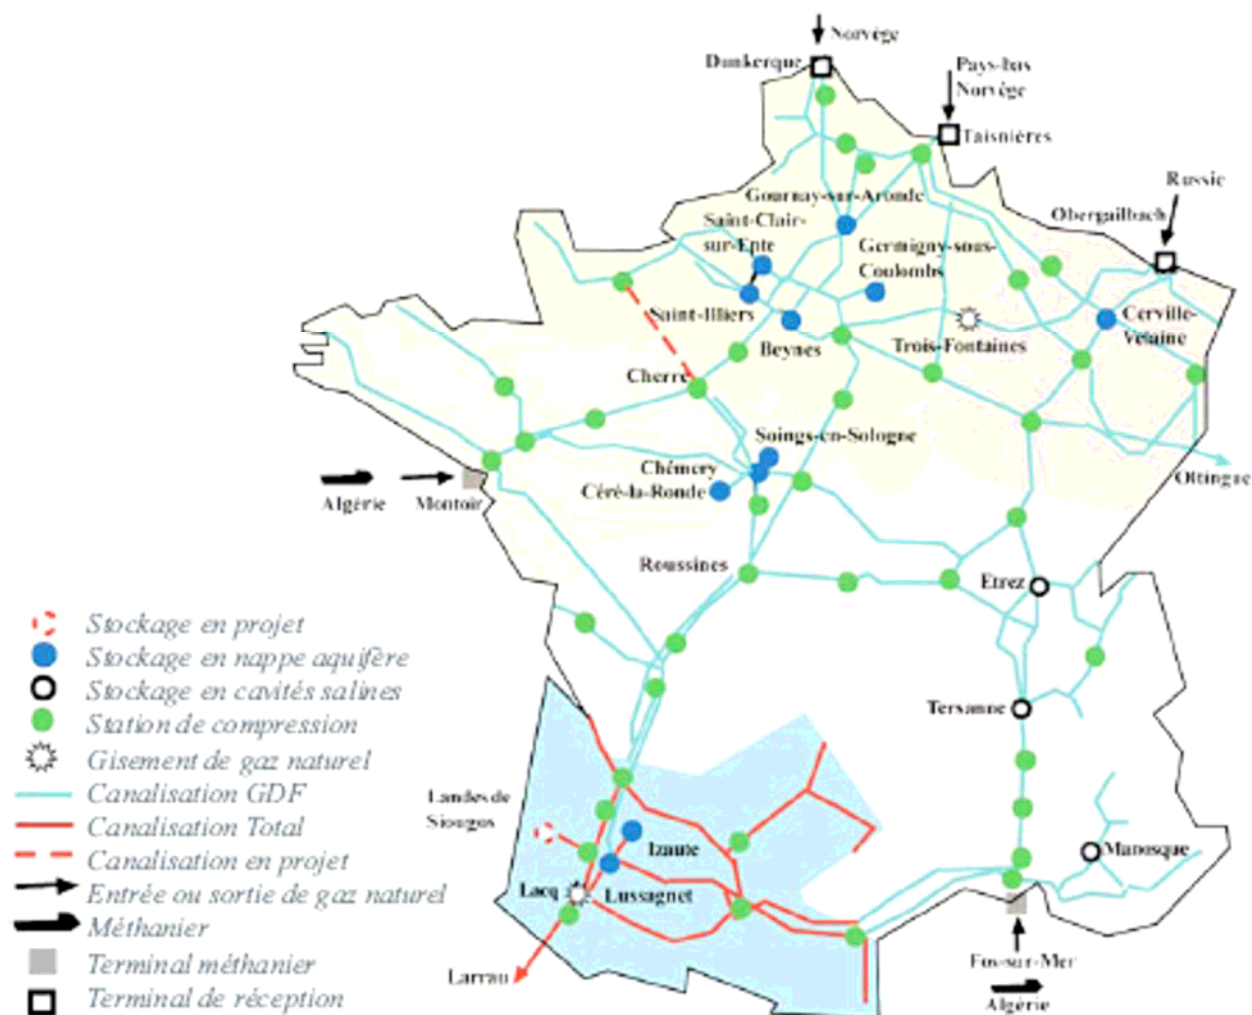 Norvège
Dunkerque
Pays-bas
Norvège
Taisnières
Russie
Gournay-sur-Aronde
Obergailbach
Saint-Clair-
sur-Epte
Germigny-sous-
Coulombs
Saint-Illiers
Cerville-
Velaine
Beynes
Trois-Fontaines
Cherré
Soings-en-Sologne
Chémery
Céré-la-Ronde
Oltingue
Algérie
Montoir
Roussines
Etrez
Stockage en projet
Stockage en nappe aquifère
Stockage en cavités salines
Station de compression
Gisement de gaz naturel
Canalisation GDF
Canalisation Total
Canalisation en projet
Entrée ou sortie de gaz naturel
Méthanier
Terminal méthanier
Terminal de réception
Tersanne
Landes de
Siougos
Izaute
Manosque
Lacq
Lussagnet
Larrau
Fos-sur-Mer
Algérie